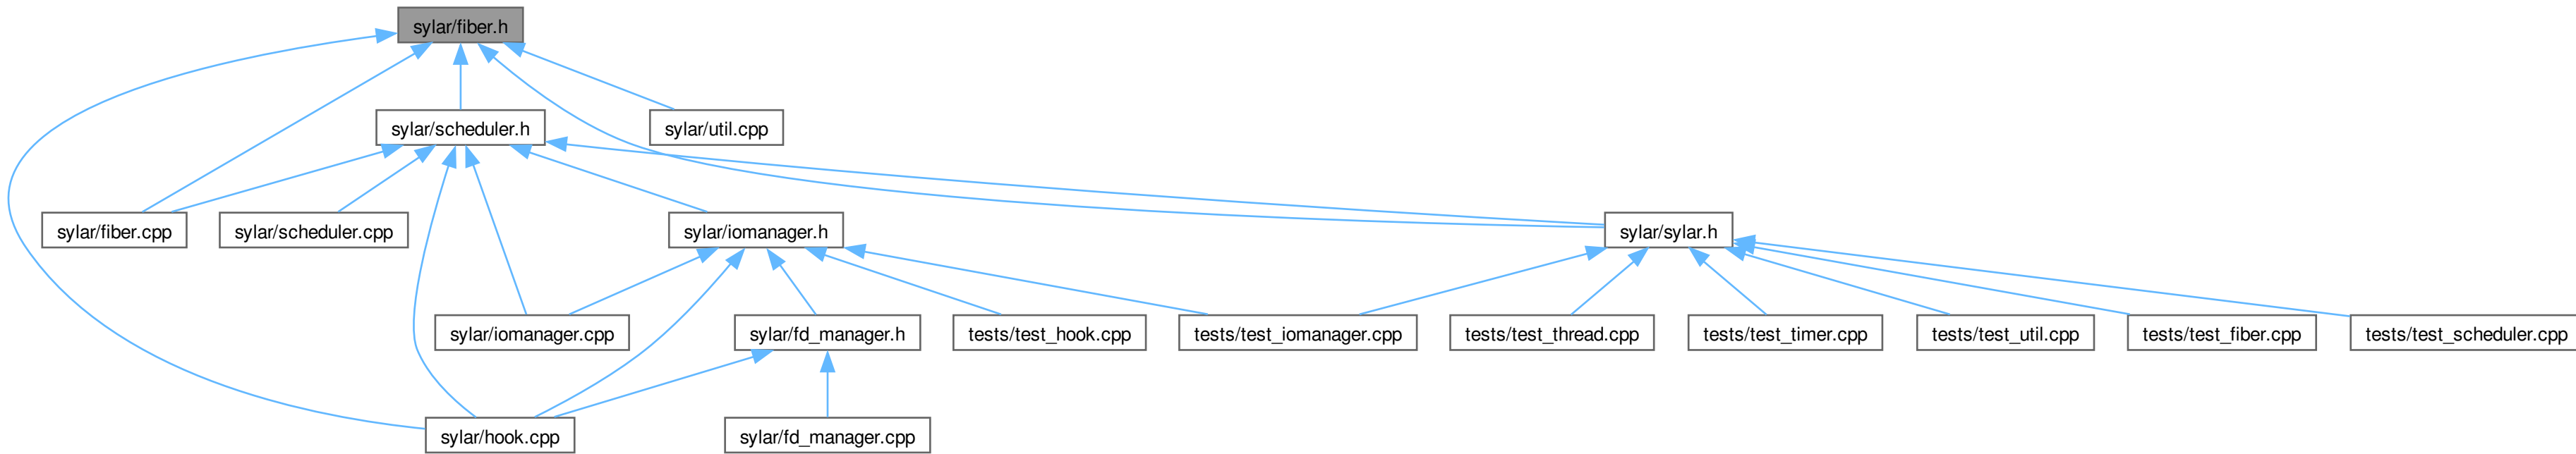 sylar/fiber.h
sylar/scheduler.h
sylar/util.cpp
sylar/fiber.cpp
sylar/scheduler.cpp
sylar/iomanager.h
sylar/sylar.h
sylar/iomanager.cpp
sylar/fd_manager.h
tests/test_hook.cpp
tests/test_iomanager.cpp
tests/test_thread.cpp
tests/test_timer.cpp
tests/test_util.cpp
tests/test_fiber.cpp
tests/test_scheduler.cpp
sylar/hook.cpp
sylar/fd_manager.cpp